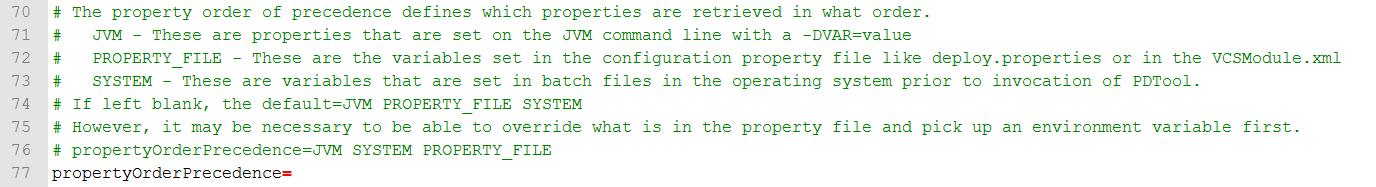 70 # The property order of precedence defines which properties are retrieved in what order.
71 #   JVM - These are properties that are set on the JVM command line with a -DVAR=value
72 #   PROPERTY_FILE - These are the variables set in the configuration property file like deploy.properties or in the VCSModule.xml
73 #   SYSTEM - These are variables that are set in batch files in the operating system prior to invocation of PDTool.
74 # If left blank, the default=JVM PROPERTY_FILE SYSTEM
75 # However, it may be necessary to be able to override what is in the property file and pick up an environment variable first.
76 # propertyOrderPrecedence=JVM SYSTEM PROPERTY_FILE
77 propertyOrderPrecedence=